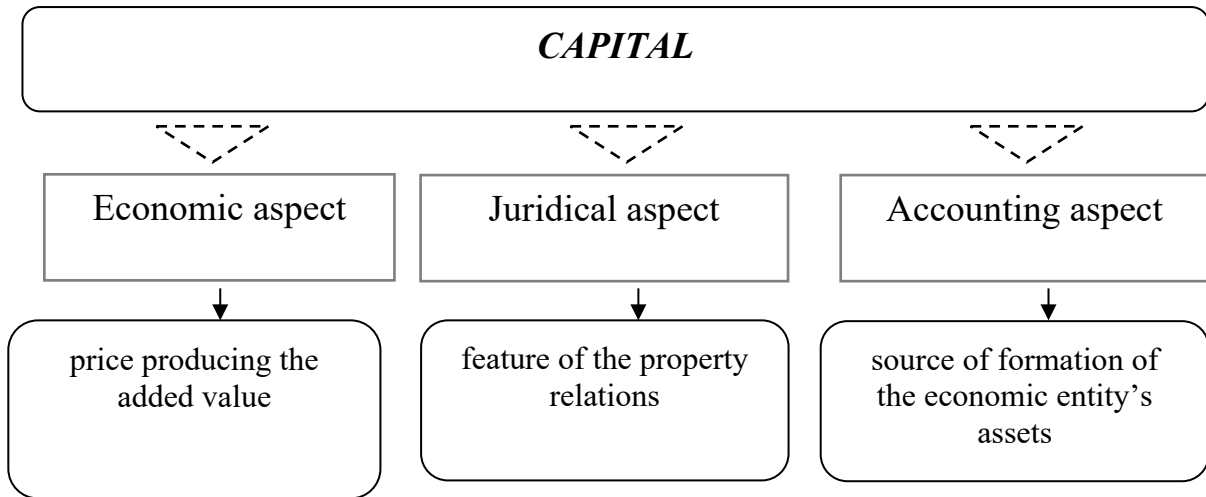 CAPITAL
Economic aspect
Juridical aspect
Accounting aspect
price producing the
added value
feature of the property
relations
source of formation of
the economic entity’s
assets